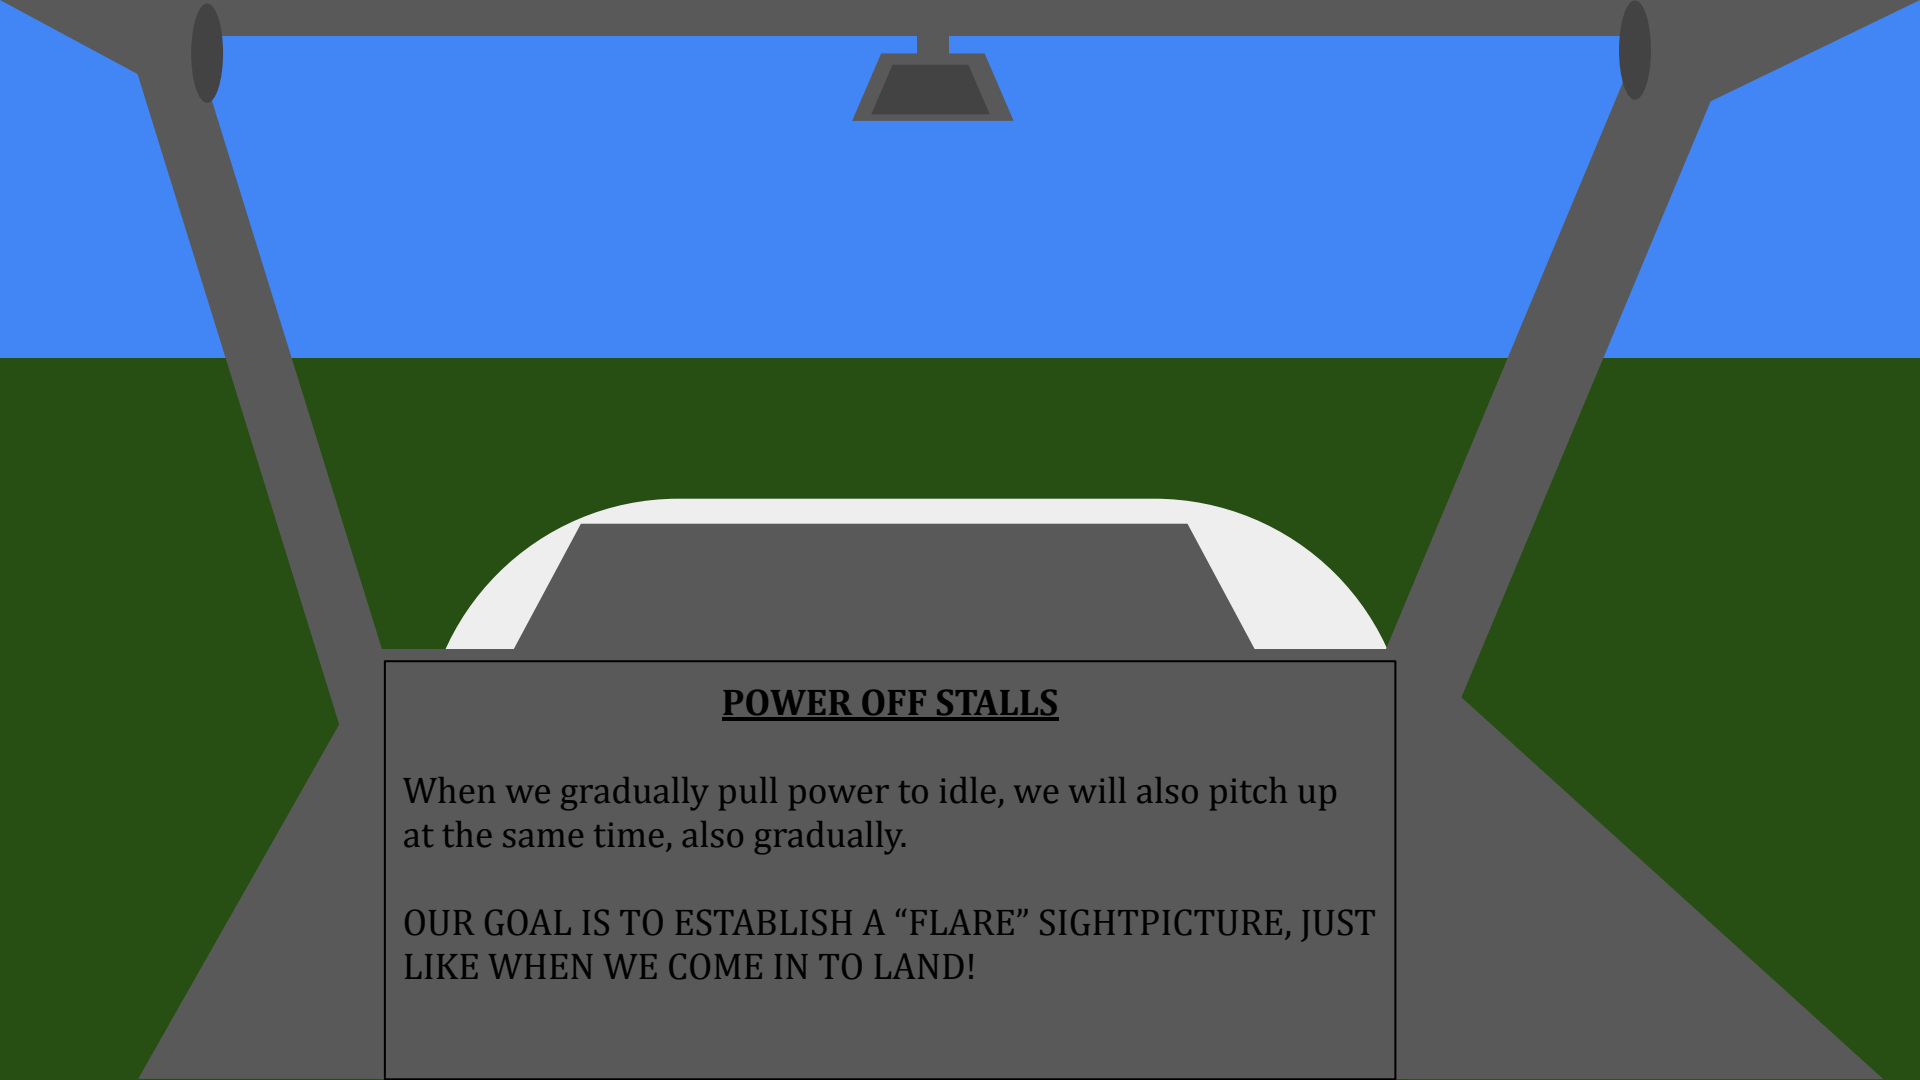 POWER OFF STALLS
When we gradually pull power to idle, we will also pitch up
at the same time, also gradually.
OUR GOAL IS TO ESTABLISH A “FLARE” SIGHTPICTURE, JUST
LIKE WHEN WE COME IN TO LAND!